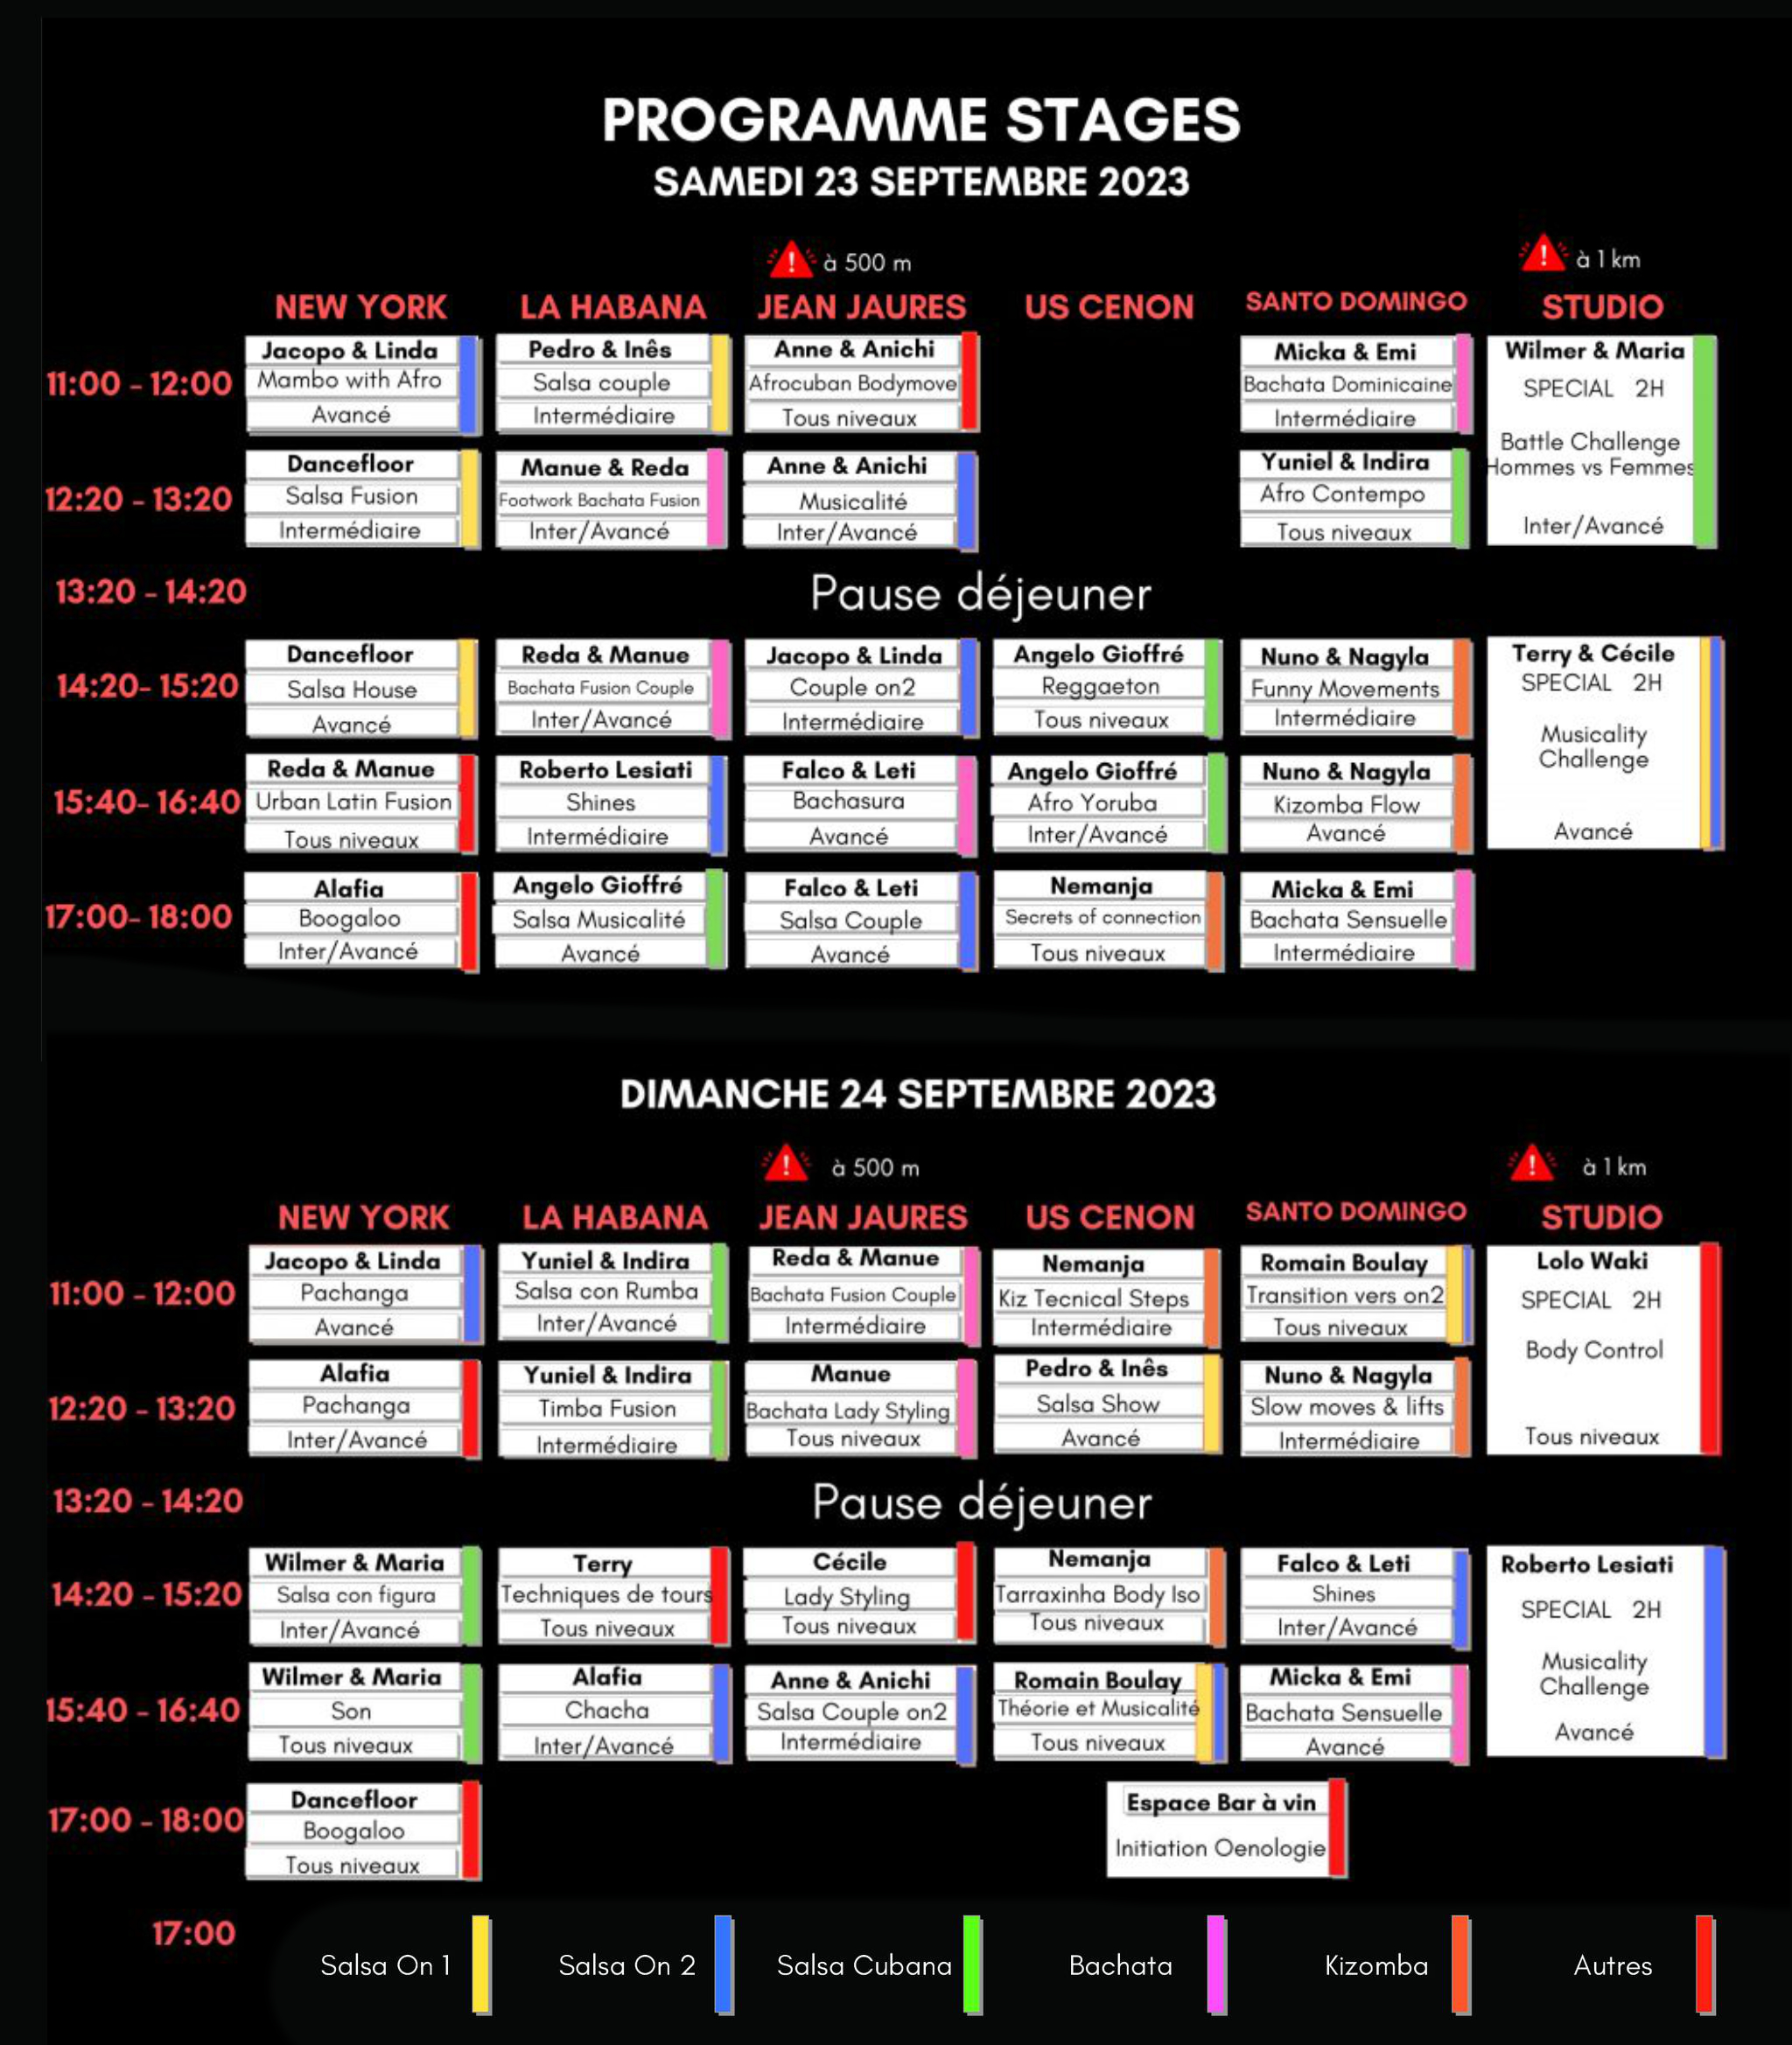 PROGRAMME STAGES
SAMEDI 23 SEPTEMBRE 2023
à 500 m
à 1 km
NEW YORK
LA HABANA
JEAN JAURES
US CENON
SANTO DOMINGO
STUDIO
11:00 - 12:00
Jacopo & Linda
Mambo with Afro
Avancé
Pedro & Inês
Salsa couple
Intermédiaire
Anne & Anichi
Afrocuban Bodymove
Tous niveaux
Micka & Emi
Bachata Dominicaine
Intermédiaire
Wilmer & Maria
SPECIAL 2H
Battle Challenge
Hommes vs Femmes
Inter/Avancé
12:20 - 13:20
Dancefloor
Salsa Fusion
Intermédiaire
Manue & Reda
Footwork Bachata Fusion
Inter/Avancé
Anne & Anichi
Musicalité
Inter/Avancé
Yuniel & Indira
Afro Contempo
Tous niveaux
13:20 - 14:20
Pause déjeuner
14:20- 15:20
Dancefloor
Salsa House
Avancé
Reda & Manue
Bachata Fusion Couple
Inter/Avancé
Jacopo & Linda
Couple on2
Intermédiaire
Angelo Gioffré
Reggaeton
Tous niveaux
Nuno & Nagyla
Funny Movements
Intermédiaire
Terry & Cécile
SPECIAL 2H
Musicality
Challenge
Avancé
15:40- 16:40
Reda & Manue
Urban Latin Fusion
Tous niveaux
Roberto Lesiati
Shines
Intermédiaire
Falco & Leti
Bachasura
Avancé
Angelo Gioffré
Afro Yoruba
Inter/Avancé
Nuno & Nagyla
Kizomba Flow
Avancé
17:00- 18:00
Alafia
Boogaloo
Inter/Avancé
Angelo Gioffré
Salsa Musicalité
Avancé
Falco & Leti
Salsa Couple
Avancé
Nemanja
Secrets of connection
Tous niveaux
Micka & Emi
Bachata Sensuelle
Intermédiaire
DIMANCHE 24 SEPTEMBRE 2023
à 500 m
à 1 km
NEW YORK
LA HABANA
JEAN JAURES
US CENON
SANTO DOMINGO
STUDIO
11:00 - 12:00
Jacopo & Linda
Pachanga
Avancé
Yuniel & Indira
Salsa con Rumba
Inter/Avancé
Reda & Manue
Bachata Fusion Couple
Intermédiaire
Nemanja
Kiz Tecnical Steps
Intermédiaire
Romain Boulay
Transition vers on2
Tous niveaux
Lolo Waki
SPECIAL 2H
Body Control
Tous niveaux
12:20 - 13:20
Alafia
Pachanga
Inter/Avancé
Yuniel & Indira
Timba Fusion
Intermédiaire
Manue
Bachata Lady Styling
Tous niveaux
Pedro & Inês
Salsa Show
Avancé
Nuno & Nagyla
Slow moves & lifts
Intermédiaire
13:20 - 14:20
Pause déjeuner
14:20 - 15:20
Wilmer & Maria
Salsa con figura
Inter/Avancé
Terry
Techniques de tours
Tous niveaux
Cécile
Lady Styling
Tous niveaux
Nemanja
Tarraxinha Body Iso
Tous niveaux
Falco & Leti
Shines
Inter/Avancé
Roberto Lesiati
SPECIAL 2H
Musicality
Challenge
Avancé
15:40 - 16:40
Wilmer & Maria
Son
Tous niveaux
Alafia
Chacha
Inter/Avancé
Anne & Anichi
Salsa Couple on2
Intermédiaire
Romain Boulay
Théorie et Musicalité
Tous niveaux
Micka & Emi
Bachata Sensuelle
Avancé
17:00 - 18:00
Dancefloor
Boogaloo
Tous niveaux
Espace Bar à vin
Initiation Oenologie
17:00
Salsa On 1
Salsa On 2
Salsa Cubana
Bachata
Kizomba
Autres